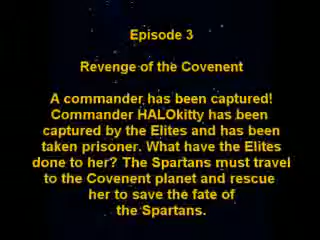 Episode 3
Revenge of the Covenent
A commander has been captured!
Commander HALOkitty has been
captured by the Elites and has been
taken prisoner. What have the Elites
done to her? The Spartans must travel
to the Covenent planet and rescue
her to save the fate of
the Spartans.